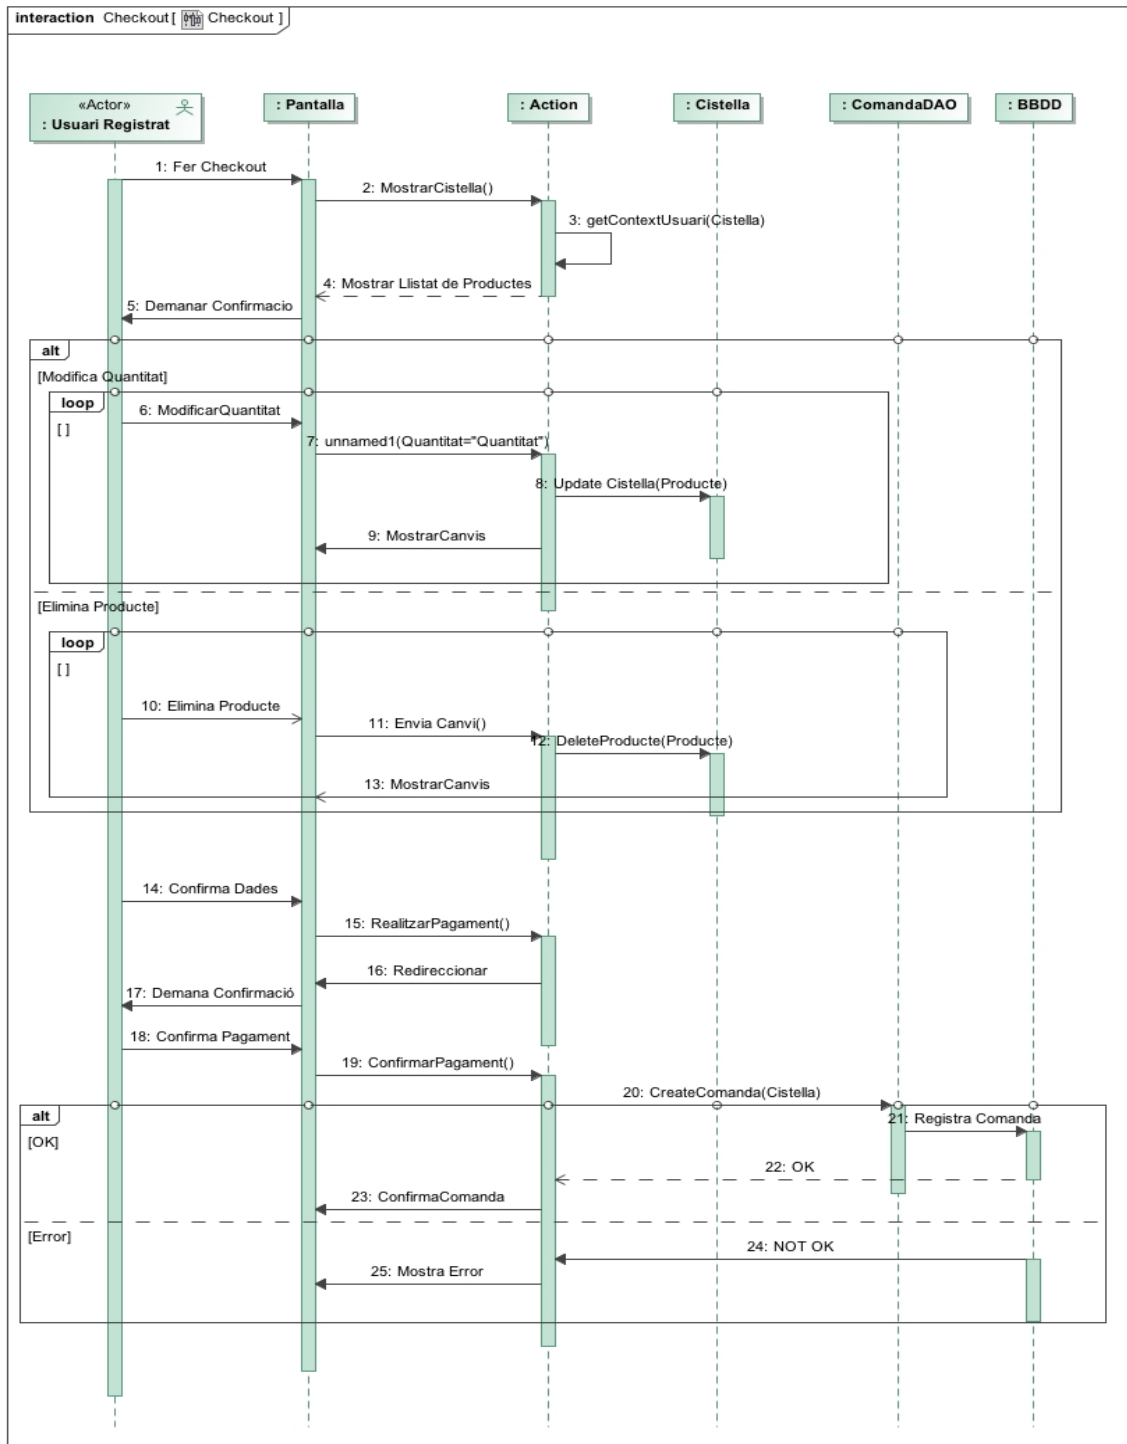 interaction Checkout[ Checkout ]
«Actor»
: Usuari Registrat
: Pantalla
: Action
: Cistella
: ComandaDAO
: BBDD
1: Fer Checkout
2: MostrarCistella()
3: getContextUsuari(Cistella)
4: Mostrar Llistat de Productes
5: Demanar Confirmacio
alt
[Modifica Quantitat]
loop
6: ModificarQuantitat
[ ]
7: unnamed1(Quantitat="Quantitat")
8: Update Cistella(Producte)
9: MostrarCanvis
[Elimina Producte]
loop
[ ]
10: Elimina Producte
11: Envia Canvi()
12: DeleteProducte(Producte)
13: MostrarCanvis
14: Confirma Dades
15: RealitzarPagament()
16: Redireccionar
17: Demana Confirmació
18: Confirma Pagament
19: ConfirmarPagament()
20: CreateComanda(Cistella)
alt
21: Registra Comanda
[OK]
22: OK
23: ConfirmaComanda
[Error]
24: NOT OK
25: Mostra Error